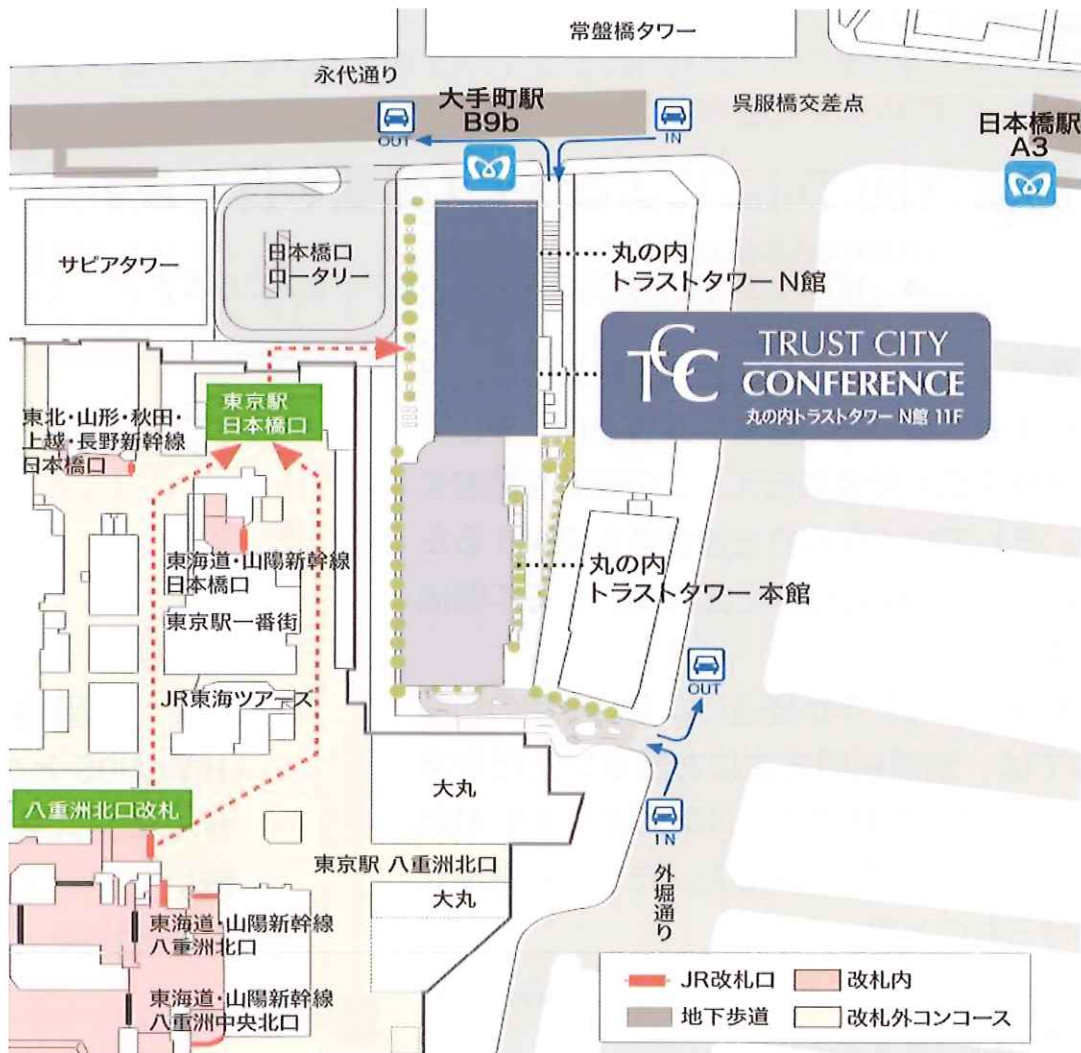 常盤橋タワー
永代通り
大手町駅
B9b
呉服橋交差点
日本橋駅
A3
OUT
IN
サピアタワー
日本橋口
ロータリー
丸の内
トラストタワー N館
TCC
TRUST CITY
CONFERENCE
丸の内トラストタワー N館 11F
東京駅
日本橋口
東北・山形・秋田・
上越・長野新幹線
日本橋口
東海道・山陽新幹線
日本橋口
丸の内
トラストタワー 本館
東京駅一番街
JR東海ツアーズ
OUT
八重洲北口改札
大丸
IN
東京駅 八重洲北口
大丸
外堀通り
東海道・山陽新幹線
八重洲北口
東海道・山陽新幹線
八重洲中央北口
JR改札口
改札内
地下歩道
改札外コンコース